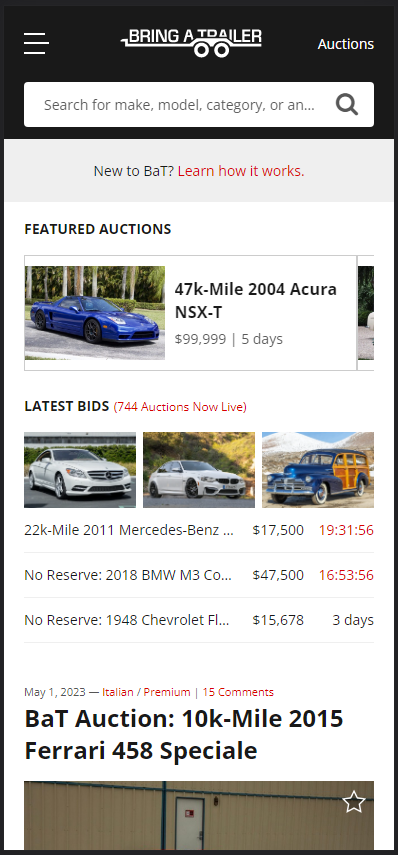 BRING A TRAILER
Auctions
Search for make, model, category, or an...
New to BaT? Learn how it works.
FEATURED AUCTIONS
47k-Mile 2004 Acura
NSX-T
$99,999 | 5 days
LATEST BIDS (744 Auctions Now Live)
22k-Mile 2011 Mercedes-Benz ... $17,500 19:31:56
No Reserve: 2018 BMW M3 Co... $47,500 16:53:56
No Reserve: 1948 Chevrolet Fl... $15,678 3 days
May 1, 2023 — Italian / Premium | 15 Comments
BaT Auction: 10k-Mile 2015
Ferrari 458 Speciale